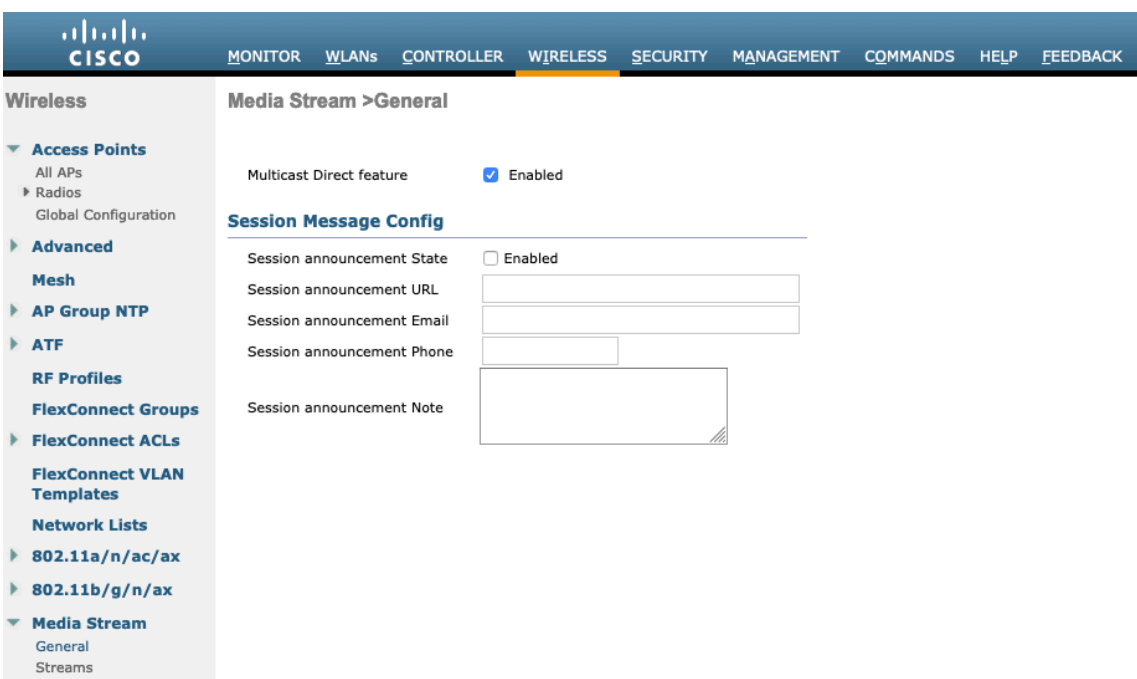 CISCO
MONITOR WLANs CONTROLLER WIRELESS SECURITY MANAGEMENT COMMANDS HELP FEEDBACK
Wireless
Access Points
All APs
Radios
Global Configuration
Advanced
Mesh
AP Group NTP
ATF
RF Profiles
FlexConnect Groups
FlexConnect ACLs
FlexConnect VLAN
Templates
Network Lists
802.11a/n/ac/ax
802.11b/g/n/ax
Media Stream
General
Streams
Media Stream >General
Multicast Direct feature Enabled
Session Message Config
Session announcement State Enabled
Session announcement URL
Session announcement Email
Session announcement Phone
Session announcement Note